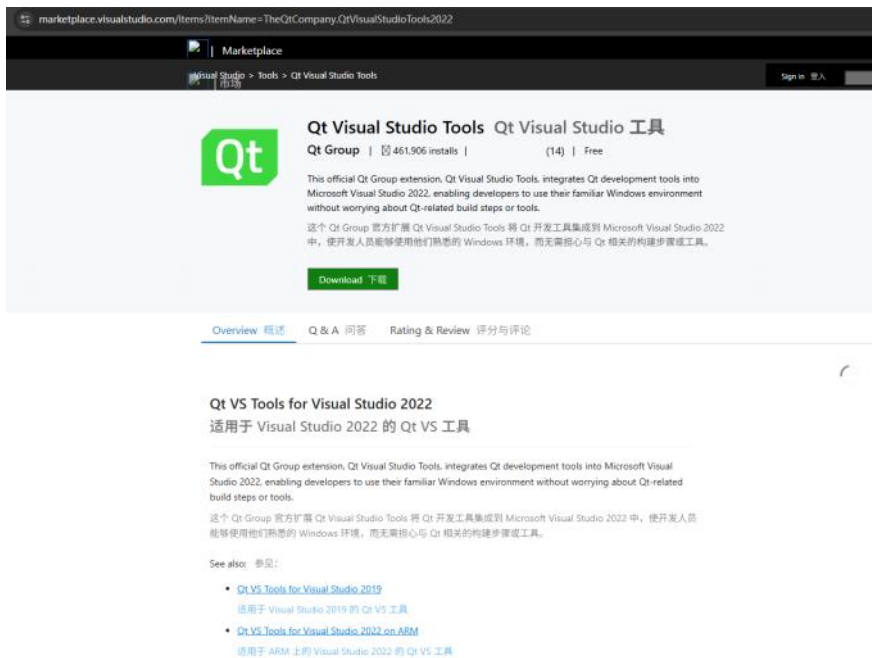 marketplace.visualstudio.com/items?itemName=TheQtCompany.QtVisualStudioTools2022
| Marketplace
Visual Studio > Tools > Qt Visual Studio Tools
| 市场
Sign in 登入
Qt
Qt Visual Studio Tools Qt Visual Studio 工具
Qt Group | 461,906 installs | (14) | Free
This official Qt Group extension, Qt Visual Studio Tools, integrates Qt development tools into
Microsoft Visual Studio 2022, enabling developers to use their familiar Windows environment
without worrying about Qt-related build steps or tools.
这个 Qt Group 官方扩展 Qt Visual Studio Tools 将 Qt 开发工具集成到 Microsoft Visual Studio 2022
中，使开发人员能够使用他们熟悉的 Windows 环境，而无需担心与 Qt 相关的构建步骤或工具。
Download 下载
Overview 概述 Q & A 问答 Rating & Review 评分与评论
Qt VS Tools for Visual Studio 2022
适用于 Visual Studio 2022 的 Qt VS 工具
This official Qt Group extension, Qt Visual Studio Tools, integrates Qt development tools into Microsoft Visual
Studio 2022, enabling developers to use their familiar Windows environment without worrying about Qt-related
build steps or tools.
这个 Qt Group 官方扩展 Qt Visual Studio Tools 将 Qt 开发工具集成到 Microsoft Visual Studio 2022 中，使开发人员
能够使用他们熟悉的 Windows 环境，而无需担心与 Qt 相关的构建步骤或工具。
See also: 参见：
• Qt VS Tools for Visual Studio 2019
适用于 Visual Studio 2019 的 Qt VS 工具
• Qt VS Tools for Visual Studio 2022 on ARM
适用于 ARM 上的 Visual Studio 2022 的 Qt VS 工具